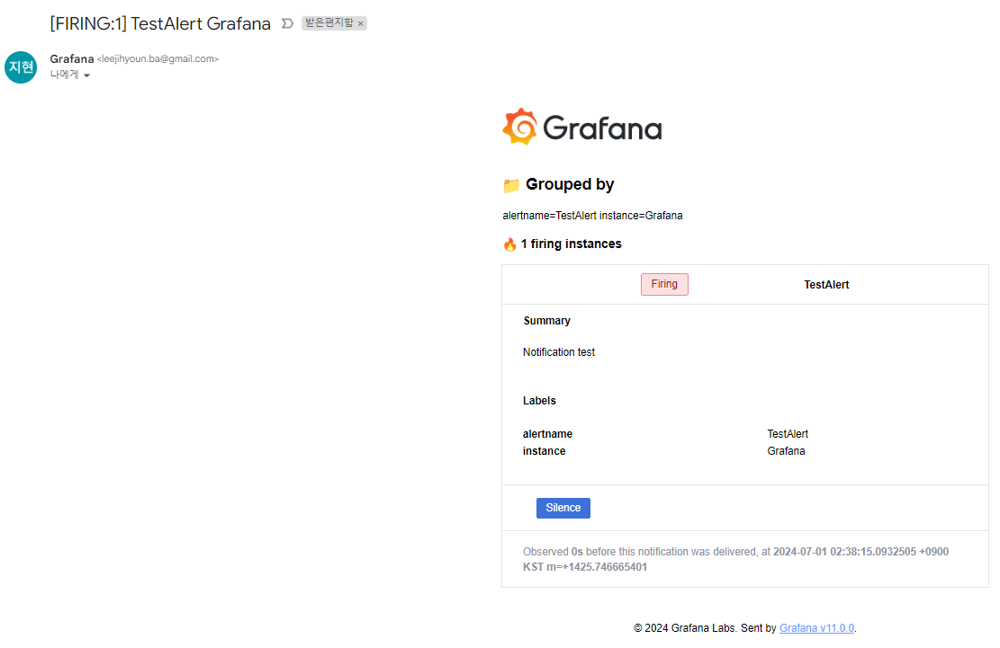 [FIRING:1] TestAlert Grafana 받은편지함 ×
지현
Grafana <leejihyoun.ba@gmail.com>
나에게
Grafana
Grouped by
alertname=TestAlert instance=Grafana
1 firing instances
Firing TestAlert
Summary
Notification test
Labels
alertname TestAlert
instance Grafana
Silence
Observed 0s before this notification was delivered, at 2024-07-01 02:38:15.0932505 +0900
KST m=+1425.746665401
© 2024 Grafana Labs. Sent by Grafana v11.0.0.